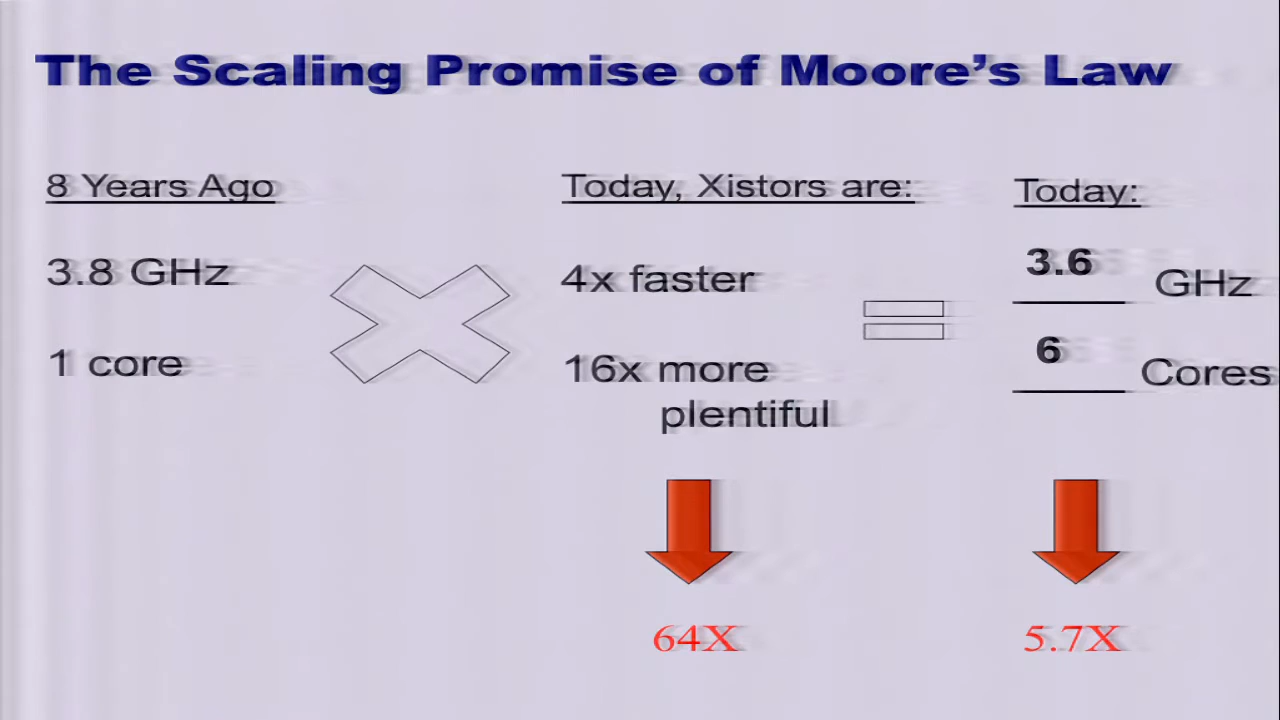 The Scaling Promise of Moore's Law
8 Years Ago
3.8 GHz
1 core
Today, Xistors are:
4x faster
16x more
plentiful
64X
Today:
3.6 GHz
6 Cores
5.7X